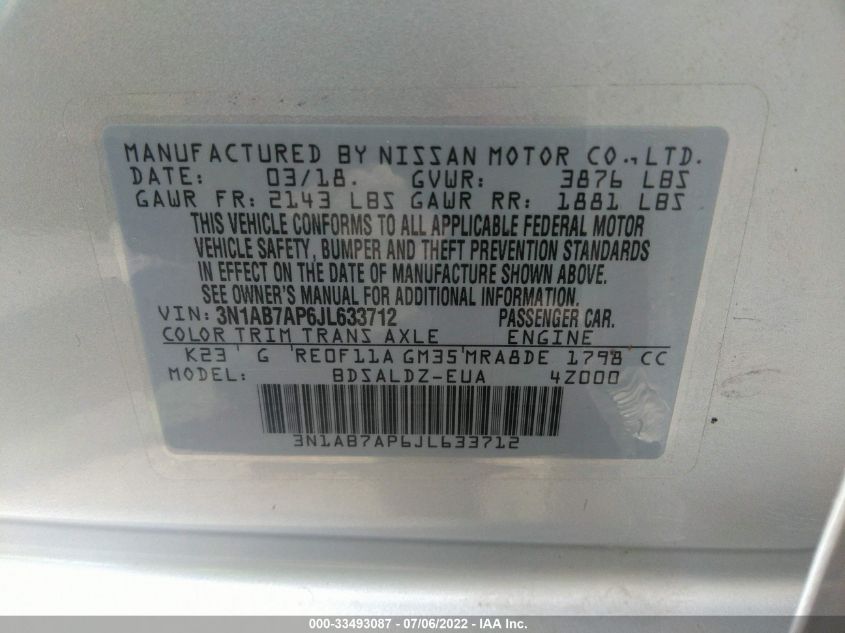 MANUFACTURED BY NISSAN MOTOR CO., LTD.
DATE: 03/18. GVWR: 3876 LBS
GAWR FR: 2143 LBS GAWR RR: 1881 LBS
THIS VEHICLE CONFORMS TO ALL APPLICABLE FEDERAL MOTOR
VEHICLE SAFETY, BUMPER AND THEFT PREVENTION STANDARDS
IN EFFECT ON THE DATE OF MANUFACTURE SHOWN ABOVE.
SEE OWNER'S MANUAL FOR ADDITIONAL INFORMATION.
VIN: 3N1AB7AP6JL633712 PASSENGER CAR.
COLOR TRIM TRANS AXLE ENGINE
K23 G RE0F11A GM35 MRA8DE 1798 CC
MODEL: BDSALDZ-EUA 4Z000
3N1AB7AP6JL633712
000-33493087 - 07/06/2022 - IAA Inc.